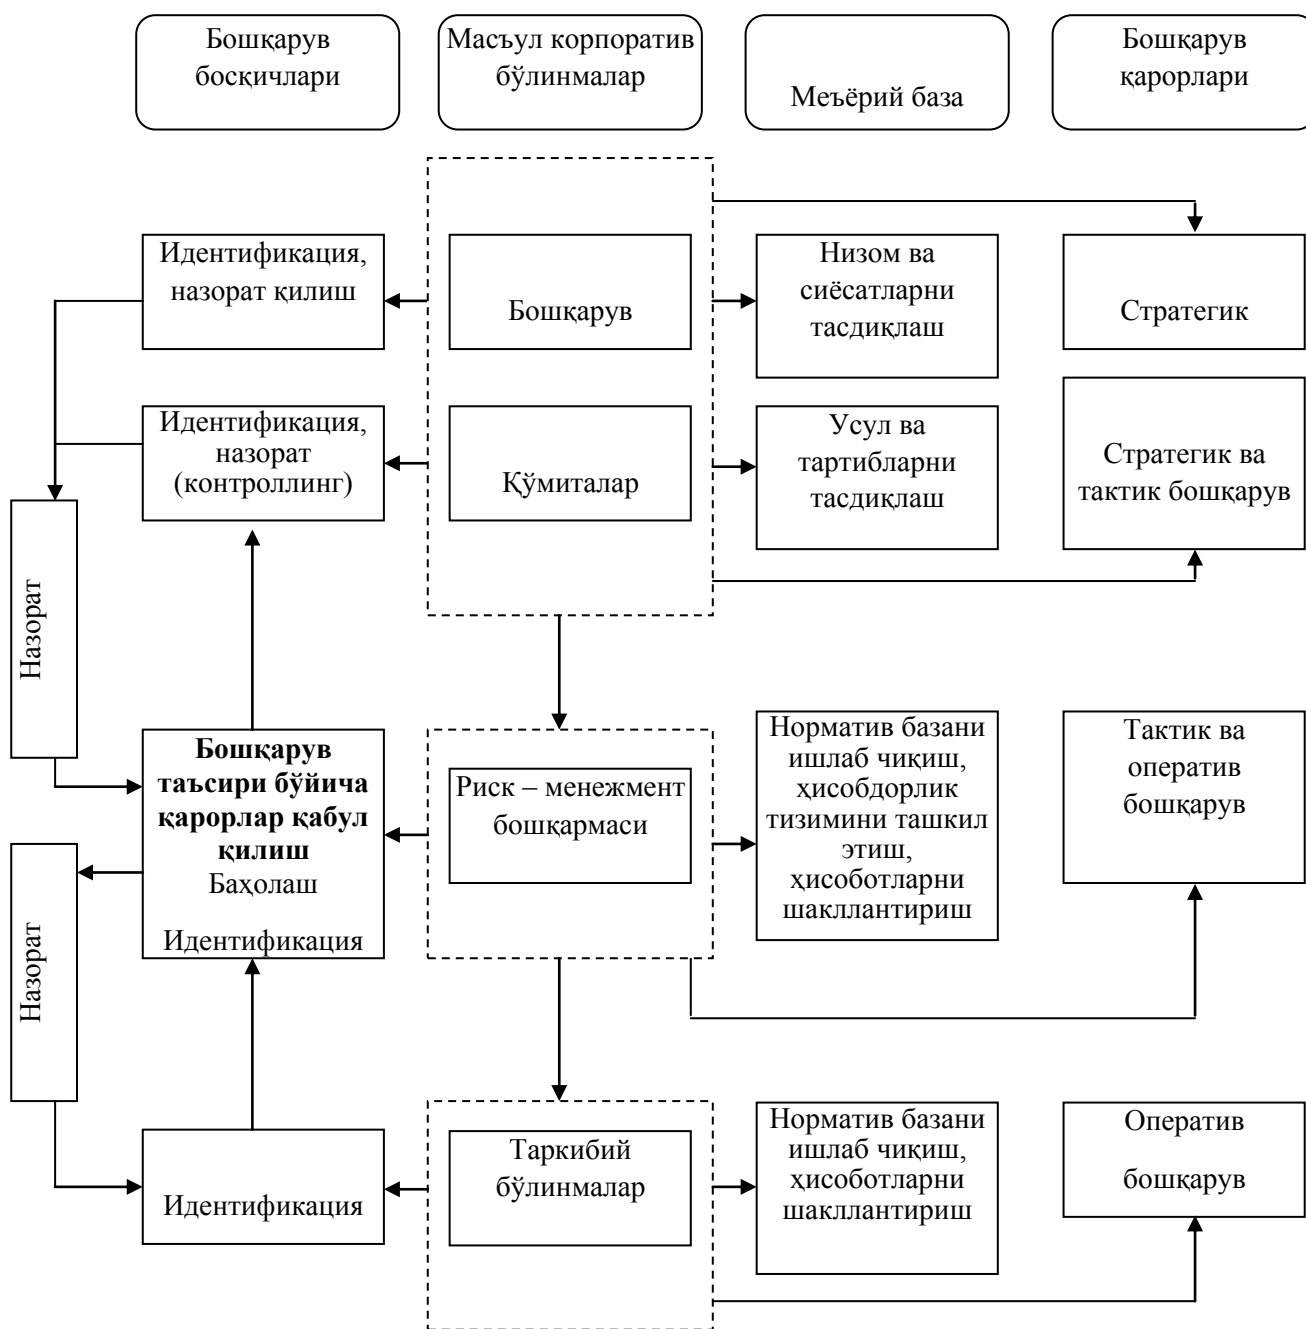 Бошқарув
босқичлари
Масъул корпоратив
бўлинмалар
Меъёрий база
Бошқарув
қарорлари
Идентификация,
назорат қилиш
Бошқарув
Низом ва
сиёсатларни
тасдиқлаш
Стратегик
Идентификация,
назорат
(контроллинг)
Қўмиталар
Усул ва
тартибларни
тасдиқлаш
Стратегик ва
тактик бошқарув
Назорат
Бошқарув
таъсири бўйича
қарорлар қабул
қилиш
Баҳолаш
Идентификация
Риск – менежмент
бошқармаси
Норматив базани
ишлаб чиқиш,
ҳисобдорлик
тизимини ташкил
этиш,
ҳисоботларни
шакллантириш
Тактик ва
оператив
бошқарув
Назорат
Идентификация
Таркибий
бўлинмалар
Норматив базани
ишлаб чиқиш,
ҳисоботларни
шакллантириш
Оператив
бошқарув